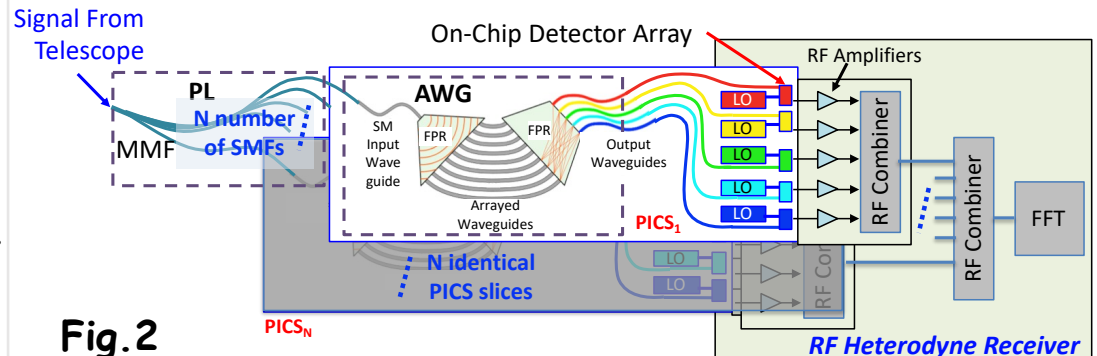 Signal From
Telescope
On-Chip Detector Array
RF Amplifiers
PL
AWG
N number
of SMFs
MMF
SM
Input
Wave
guide
FPR
FPR
Output
Waveguides
Arrayed
Waveguides
LO
LO
LO
LO
LO
RF Combiner
RF Combiner
FFT
PICS1
LO
LO
RF Com
N identical
PICS slices
PICSN
Fig.2
RF Heterodyne Receiver